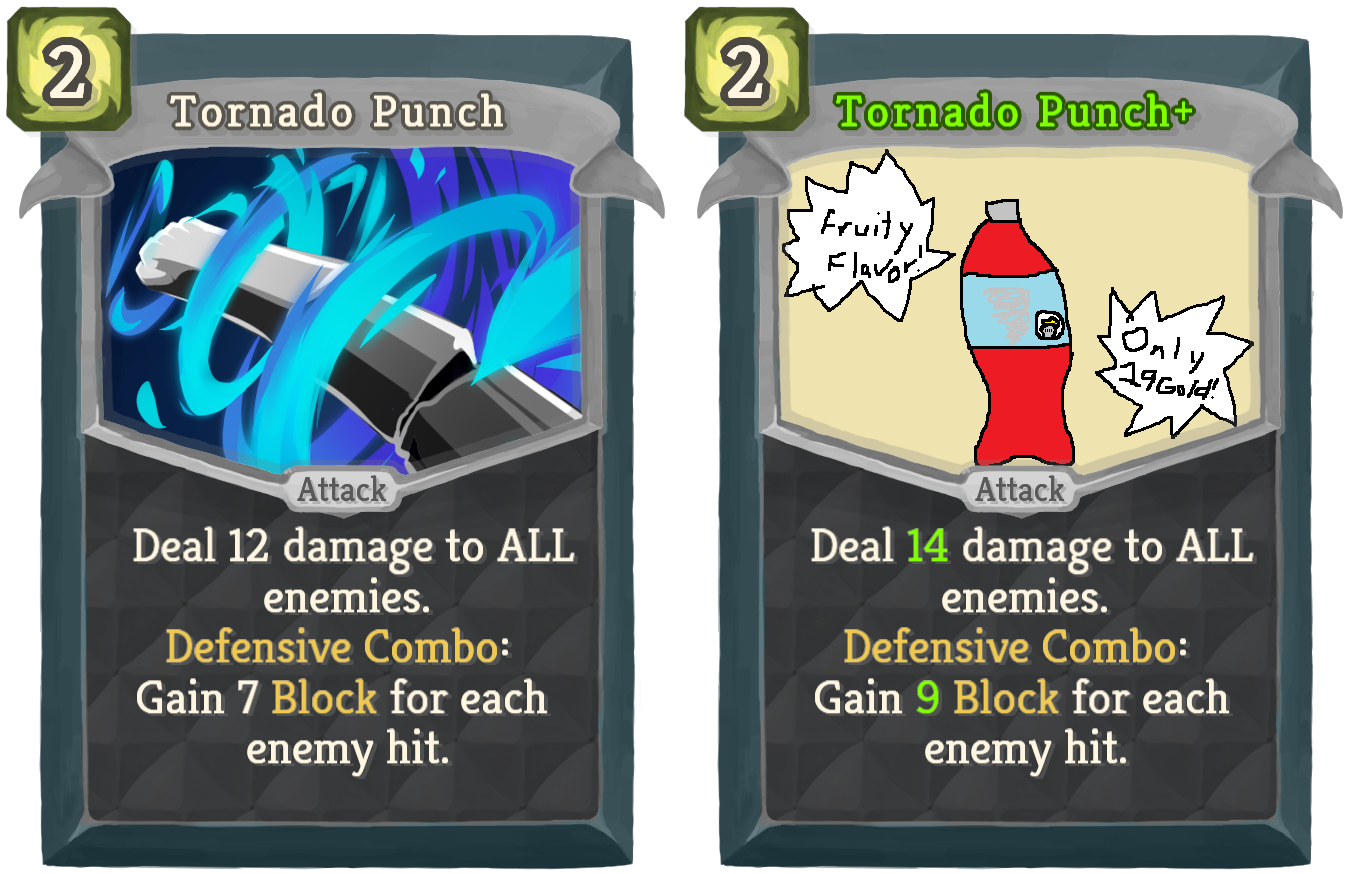 2
Tornado Punch
Attack
Deal 12 damage to ALL
enemies.
Defensive Combo:
Gain 7 Block for each
enemy hit.
2
Tornado Punch+
Fruity
Flavor!
Only
19Gold!
Attack
Deal 14 damage to ALL
enemies.
Defensive Combo:
Gain 9 Block for each
enemy hit.